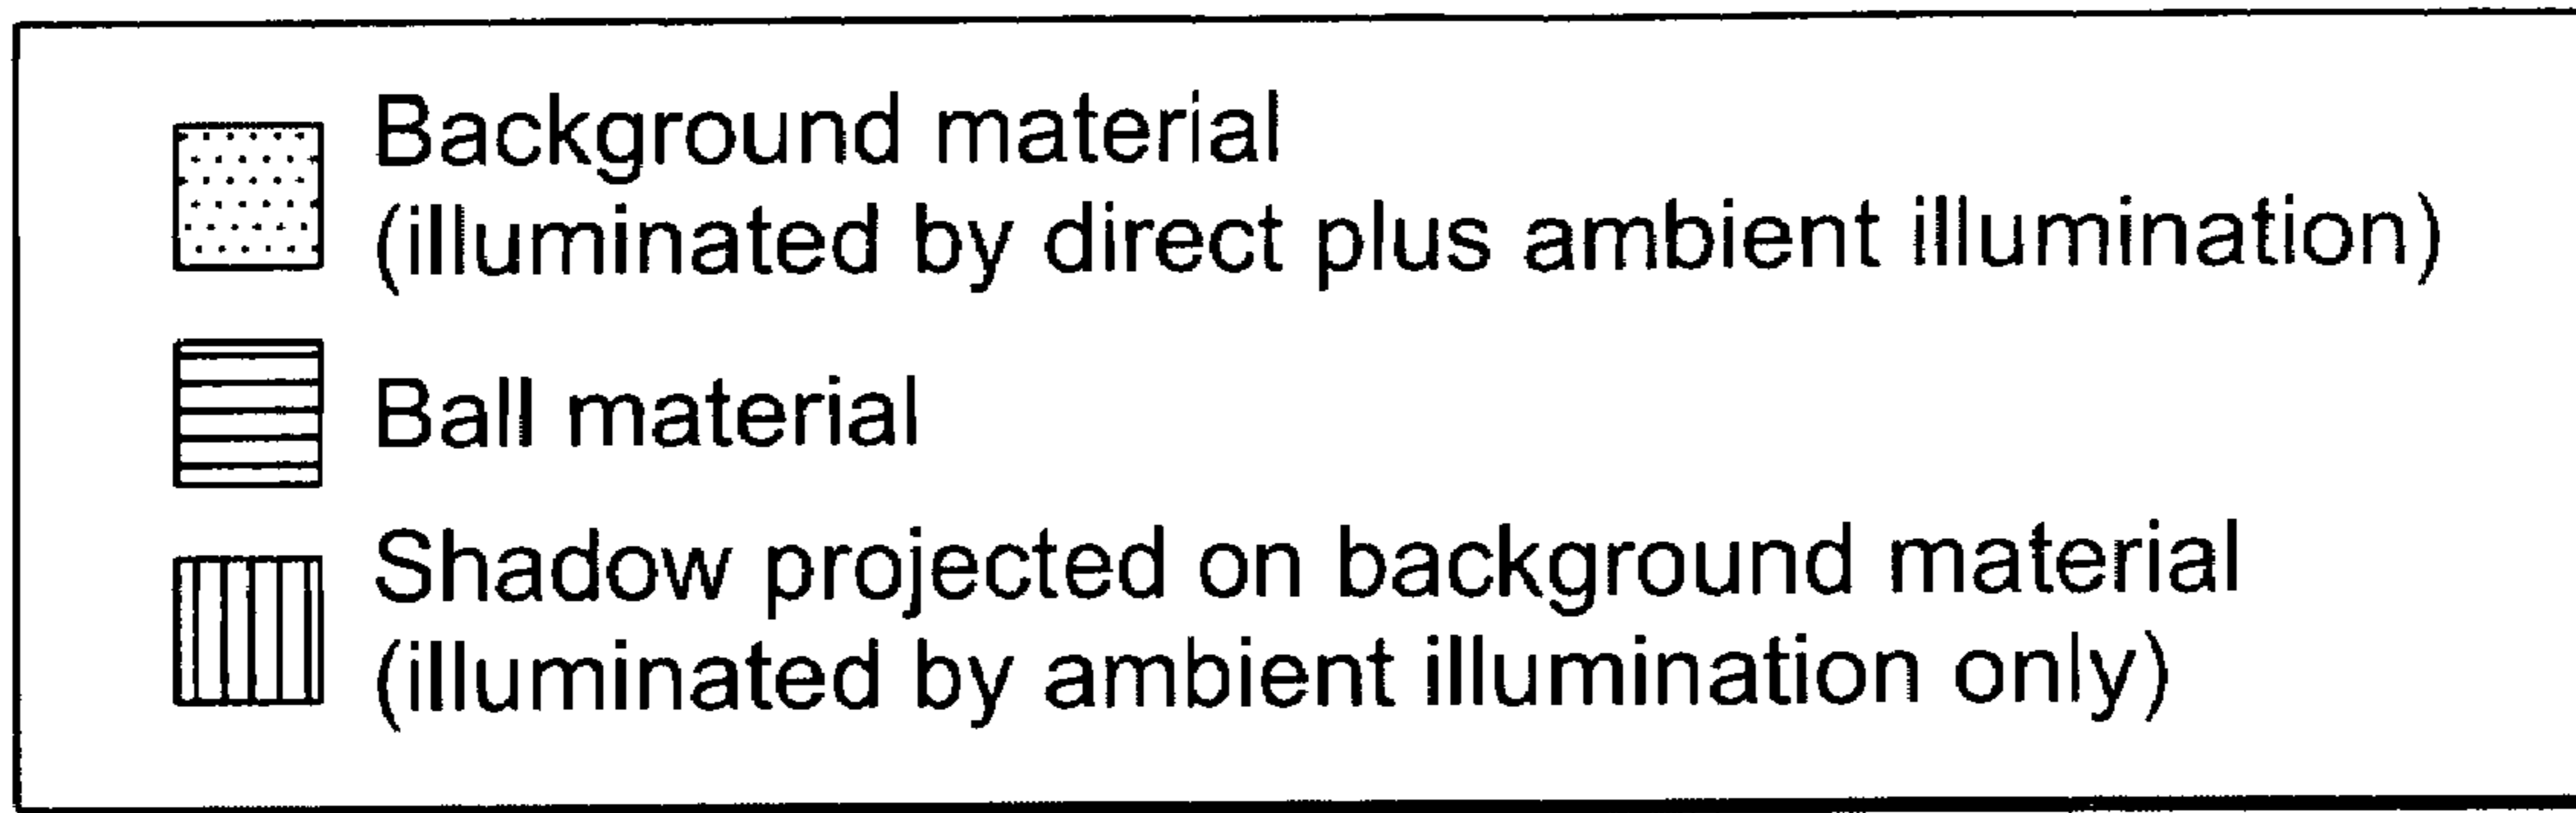 Background material
(illuminated by direct plus ambient illumination)
Ball material
Shadow projected on background material
(illuminated by ambient illumination only)